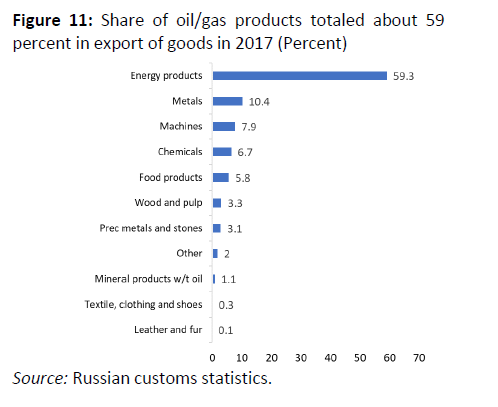 Figure 11: Share of oil/gas products totaled about 59
percent in export of goods in 2017 (Percent)
Energy products 59.3
Metals 10.4
Machines 7.9
Chemicals 6.7
Food products 5.8
Wood and pulp 3.3
Prec metals and stones 3.1
Other 2
Mineral products w/t oil 1.1
Textile, clothing and shoes 0.3
Leather and fur 0.1
0 10 20 30 40 50 60 70
Source: Russian customs statistics.